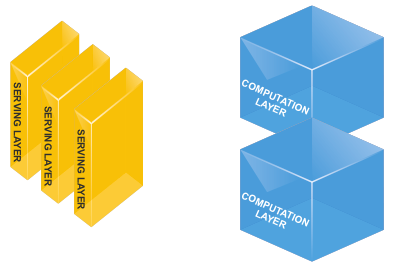 SERVING LAYER
SERVING LAYER
SERVING LAYER
COMPUTATION
LAYER
COMPUTATION
LAYER